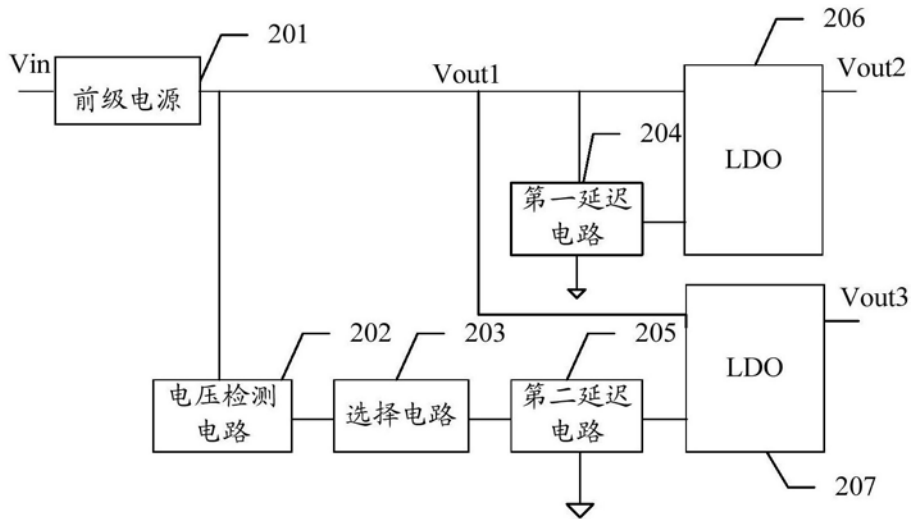 201
206
Vin
Vout1
Vout2
前级电源
204
LDO
第一延迟
电路
Vout3
202
203
205
LDO
电压检测
电路
选择电路
第二延迟
电路
207